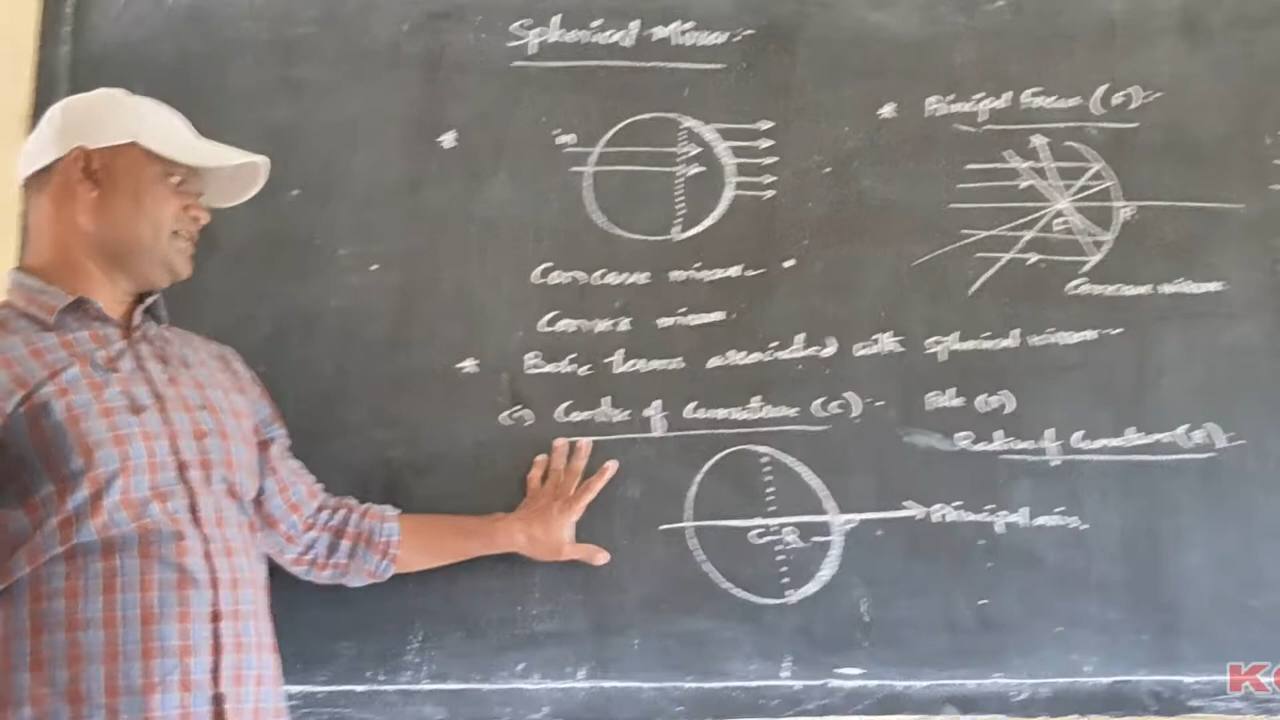 Spherical Mirror:-
*
Concave mirror.
Convex mirror
* Basic terms associated with spherical mirror:-
(i) Centre of Curvature (C):-
C R
Principal axis.
* Principal Focus (F):-
F P
Concave mirror
Pole (P)
Radius of Curvature (R):-
K